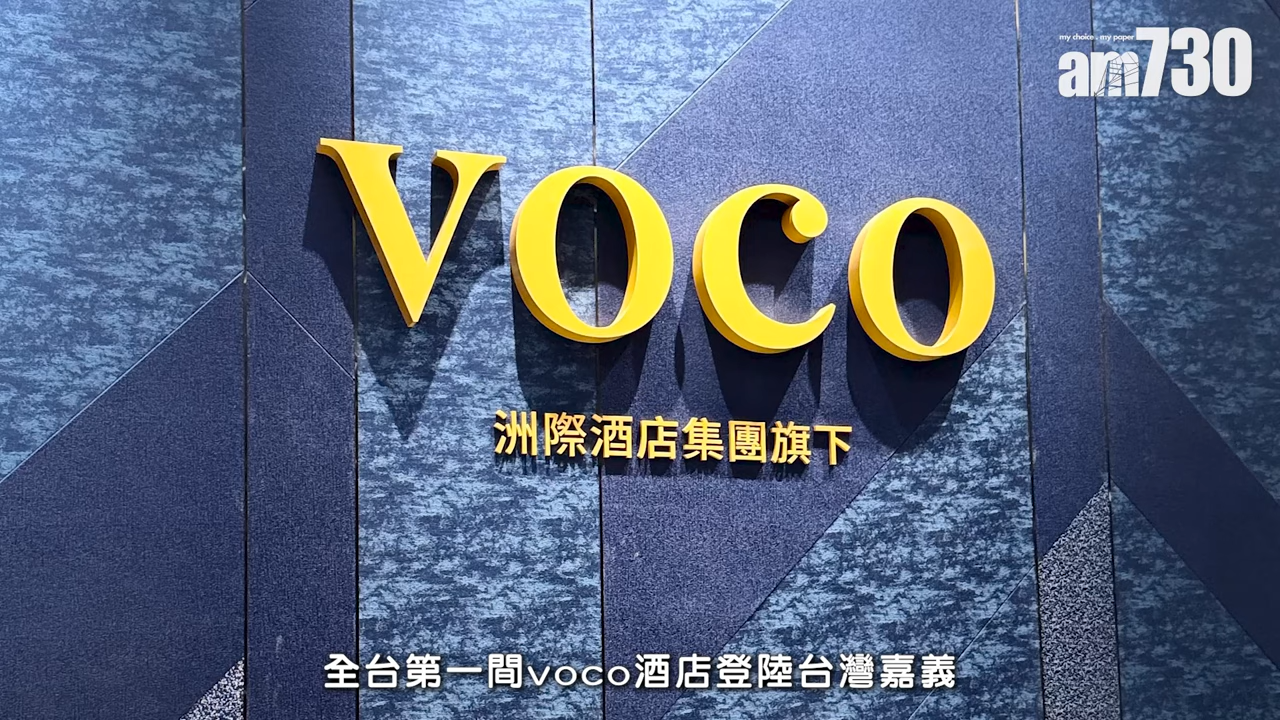 my choice . my paper
am730
voco
洲際酒店集團旗下
全台第一間voco酒店登陸台灣嘉義